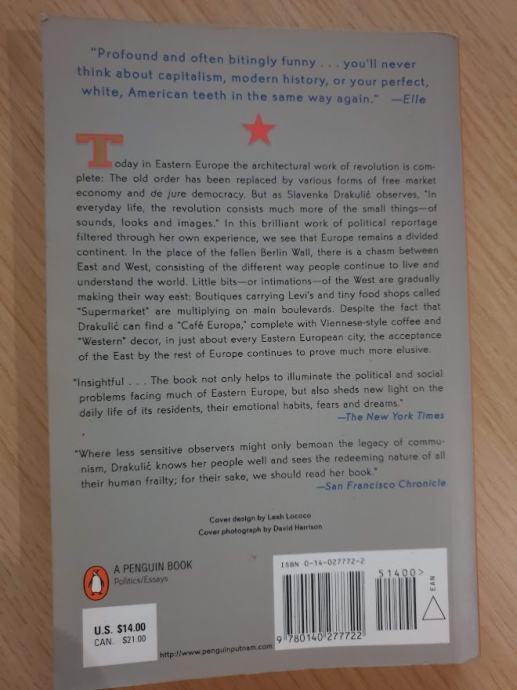 "Profound and often bitingly funny . . . you'll never
think about capitalism, modern history, or your perfect,
white, American teeth in the same way again." —Elle
Today in Eastern Europe the architectural work of revolution is com-
plete: The old order has been replaced by various forms of free market
economy and de jure democracy. But as Slavenka Drakulić observes, "In
everyday life, the revolution consists much more of the small things—of
sounds, looks and images." In this brilliant work of political reportage
filtered through her own experience, we see that Europe remains a divided
continent. In the place of the fallen Berlin Wall, there is a chasm between
East and West, consisting of the different way people continue to live and
understand the world. Little bits—or intimations—of the West are gradually
making their way east: Boutiques carrying Levi's and tiny food shops called
"Supermarket" are multiplying on main boulevards. Despite the fact that
Drakulić can find a "Café Europa," complete with Viennese-style coffee and
"Western" decor, in just about every Eastern European city, the acceptance
of the East by the rest of Europe continues to prove much more elusive.
"Insightful . . . The book not only helps to illuminate the political and social
problems facing much of Eastern Europe, but also sheds new light on the
daily life of its residents, their emotional habits, fears and dreams."
—The New York Times
"Where less sensitive observers might only bemoan the legacy of commu-
nism, Drakulić knows her people well and sees the redeeming nature of all
their human frailty; for their sake, we should read her book."
—San Francisco Chronicle
Cover design by Leah Lococo
Cover photograph by David Harrison
A PENGUIN BOOK
Politics/Essays
U.S. $14.00
CAN. $21.00
http://www.penguinputnam.com
ISBN 0-14-027772-2
51400>
EAN
9 780140 277722